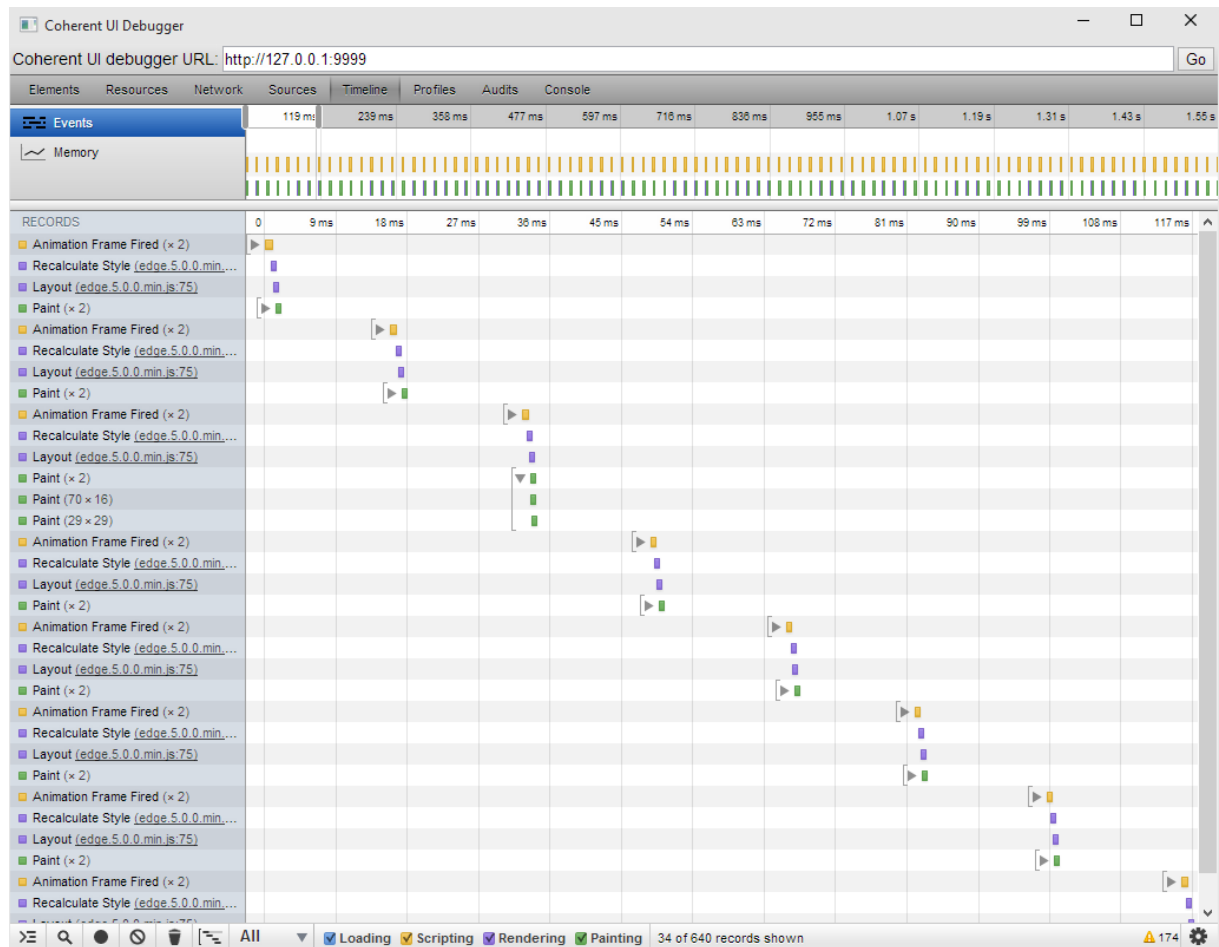 Coherent UI Debugger
Coherent UI debugger URL: http://127.0.0.1:9999 Go
Elements Resources Network Sources Timeline Profiles Audits Console
Events 119 ms 239 ms 358 ms 477 ms 597 ms 716 ms 836 ms 955 ms 1.07 s 1.19 s 1.31 s 1.43 s 1.55 s
Memory
RECORDS 0 9 ms 18 ms 27 ms 36 ms 45 ms 54 ms 63 ms 72 ms 81 ms 90 ms 99 ms 108 ms 117 ms
Animation Frame Fired (× 2)
Recalculate Style (edge.5.0.0.min....
Layout (edge.5.0.0.min.js:75)
Paint (× 2)
Animation Frame Fired (× 2)
Recalculate Style (edge.5.0.0.min....
Layout (edge.5.0.0.min.js:75)
Paint (× 2)
Animation Frame Fired (× 2)
Recalculate Style (edge.5.0.0.min....
Layout (edge.5.0.0.min.js:75)
Paint (× 2)
Paint (70 × 16)
Paint (29 × 29)
Animation Frame Fired (× 2)
Recalculate Style (edge.5.0.0.min....
Layout (edge.5.0.0.min.js:75)
Paint (× 2)
Animation Frame Fired (× 2)
Recalculate Style (edge.5.0.0.min....
Layout (edge.5.0.0.min.js:75)
Paint (× 2)
Animation Frame Fired (× 2)
Recalculate Style (edge.5.0.0.min....
Layout (edge.5.0.0.min.js:75)
Paint (× 2)
Animation Frame Fired (× 2)
Recalculate Style (edge.5.0.0.min....
Layout (edge.5.0.0.min.js:75)
Paint (× 2)
Animation Frame Fired (× 2)
Recalculate Style (edge.5.0.0.min....
Layout (edge.5.0.0.min.js:75)
All Loading Scripting Rendering Painting 34 of 640 records shown 174